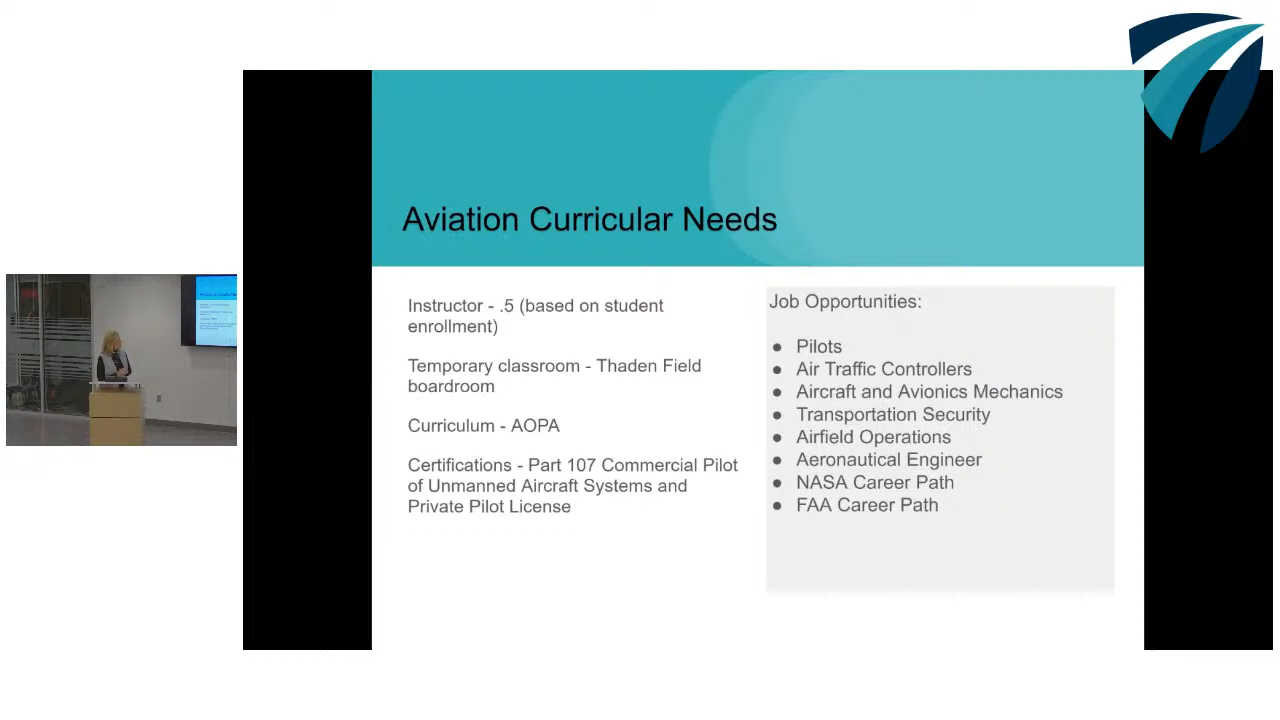 Aviation Curricular Needs
Instructor - .5 (based on student
enrollment)
Temporary classroom - Thaden Field
boardroom
Curriculum - AOPA
Certifications - Part 107 Commercial Pilot
of Unmanned Aircraft Systems and
Private Pilot License
Job Opportunities:
● Pilots
● Air Traffic Controllers
● Aircraft and Avionics Mechanics
● Transportation Security
● Airfield Operations
● Aeronautical Engineer
● NASA Career Path
● FAA Career Path